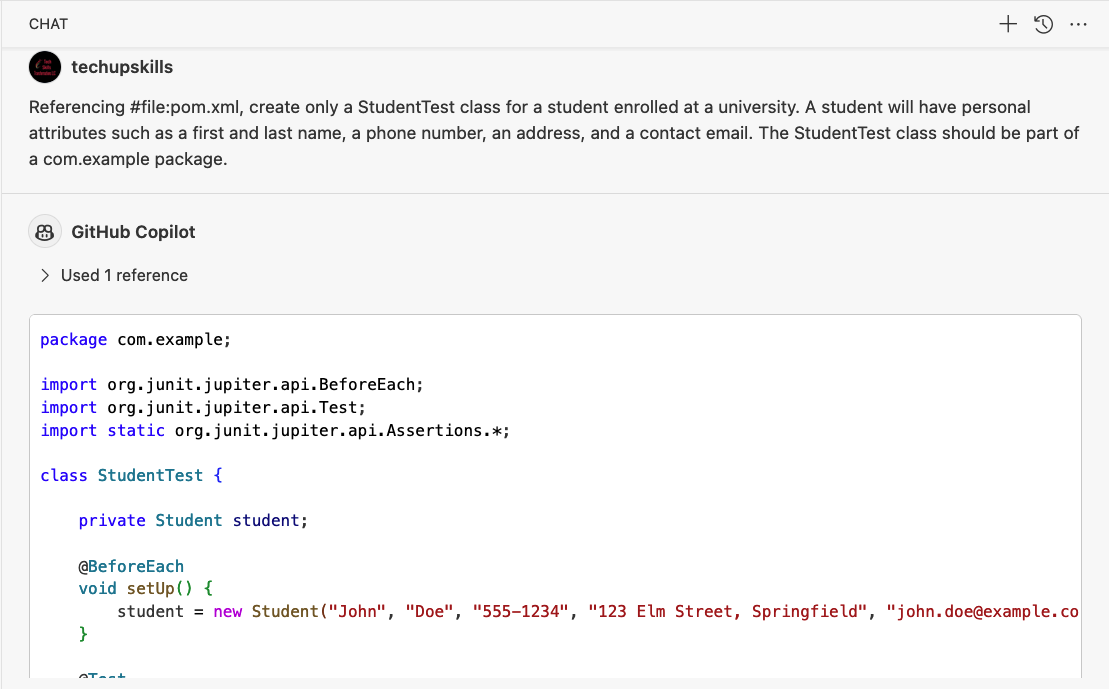 CHAT
techupskills
Referencing #file:pom.xml, create only a StudentTest class for a student enrolled at a university. A student will have personal
attributes such as a first and last name, a phone number, an address, and a contact email. The StudentTest class should be part of
a com.example package.
GitHub Copilot
Used 1 reference
package com.example;
import org.junit.jupiter.api.BeforeEach;
import org.junit.jupiter.api.Test;
import static org.junit.jupiter.api.Assertions.*;
class StudentTest {
private Student student;
@BeforeEach
void setUp() {
student = new Student("John", "Doe", "555-1234", "123 Elm Street, Springfield", "john.doe@example.co
}
@Test